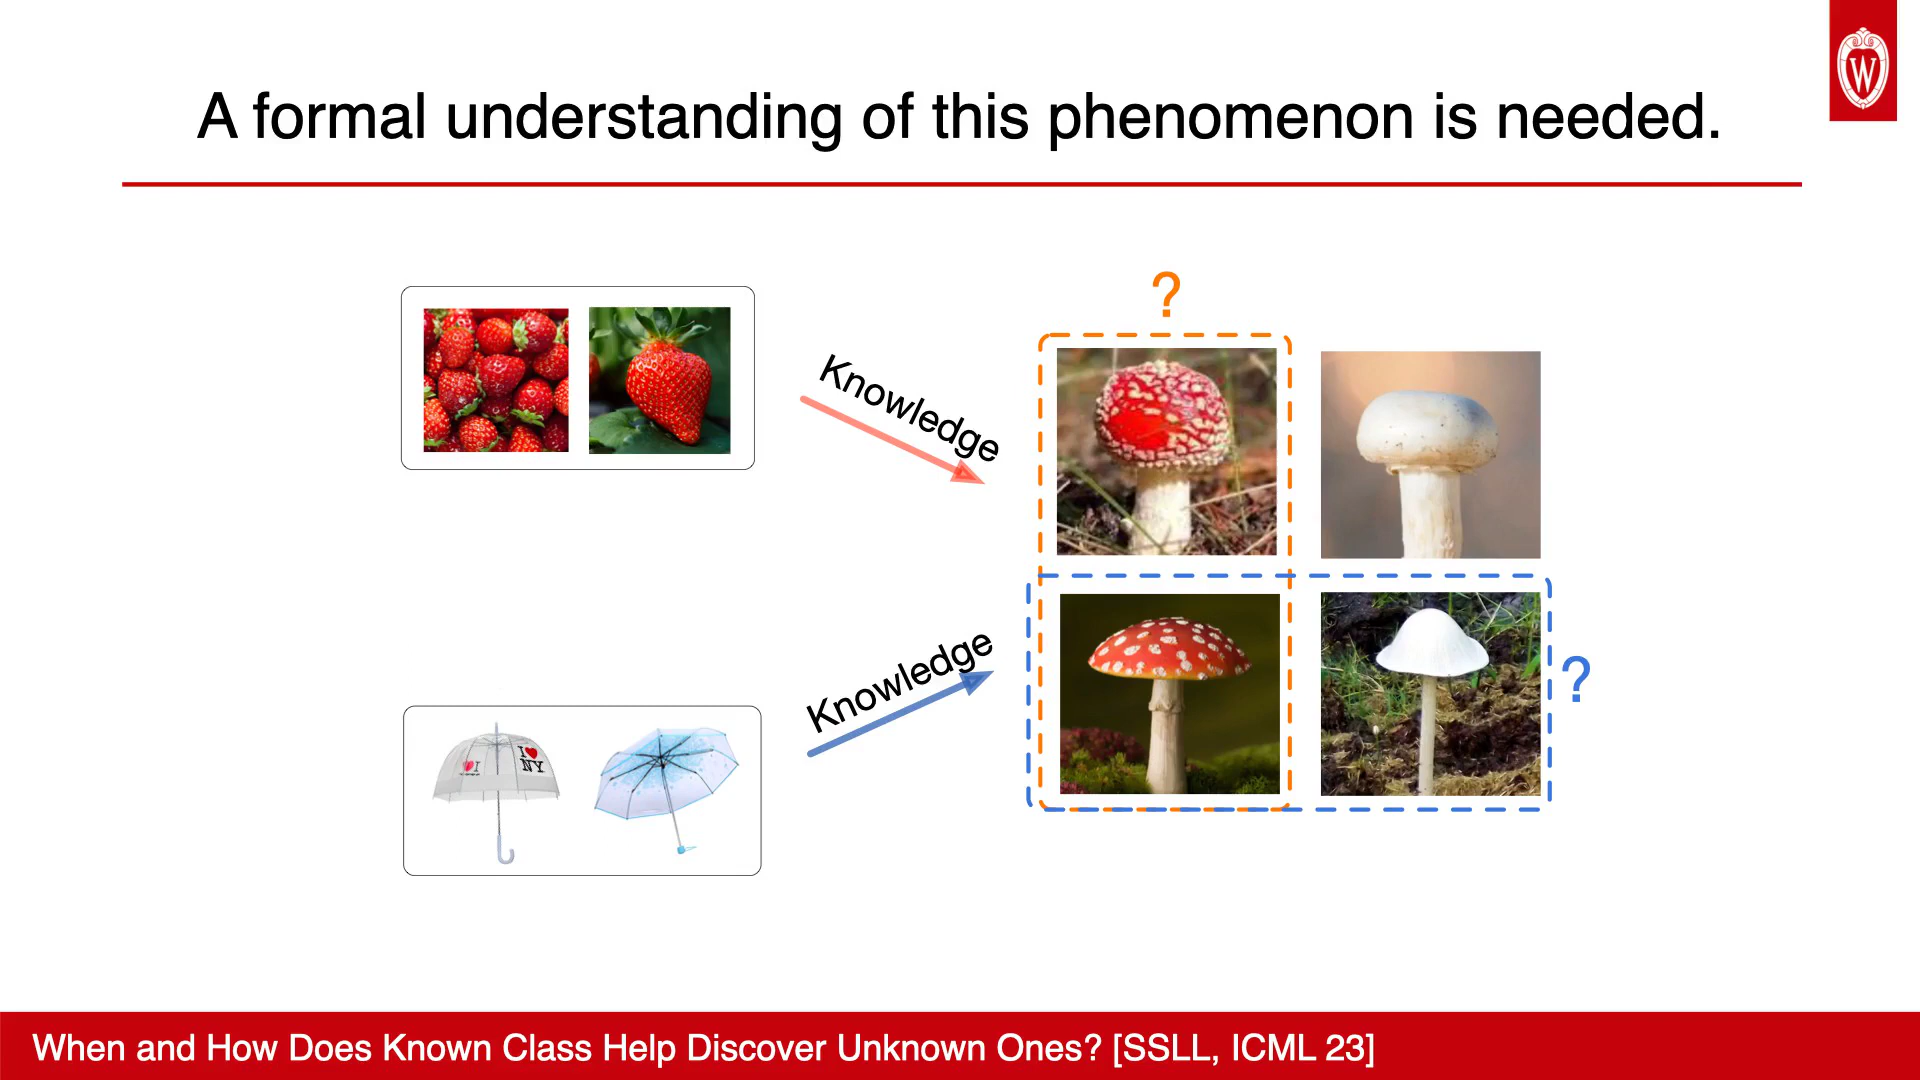 A formal understanding of this phenomenon is needed.
W
?
Knowledge
Knowledge
?
I
NY
I
When and How Does Known Class Help Discover Unknown Ones? [SSLL, ICML 23]